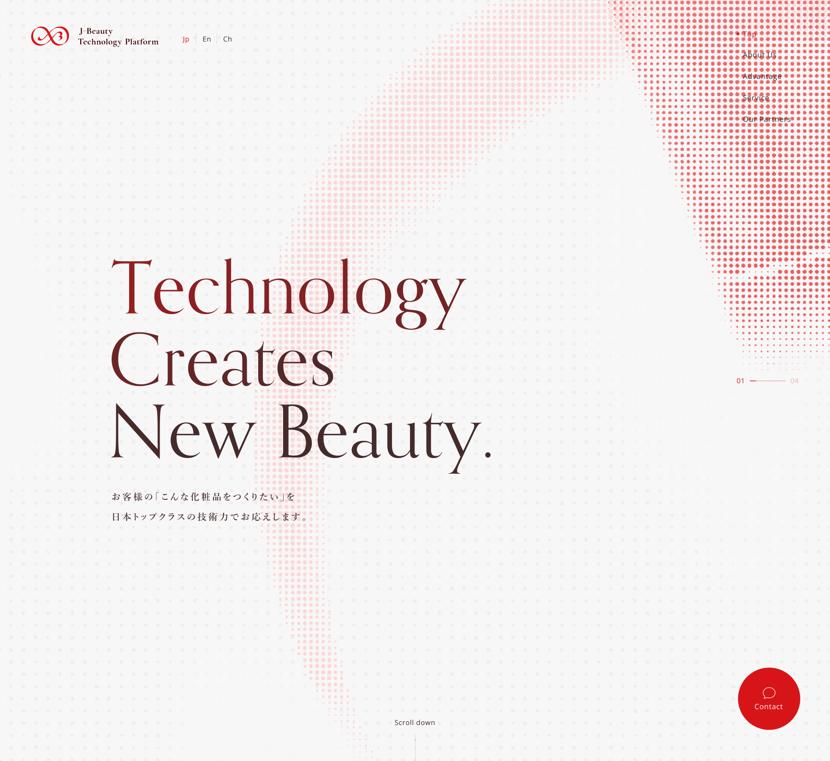 J-Beauty
Technology Platform
Jp
En
Ch
Top
About Us
Advantage
Service
Our Partners
Technology
Creates
New Beauty.
お客様の「こんな化粧品をつくりたい」を
日本トップクラスの技術力でお応えします。
01
04
Scroll down
Contact